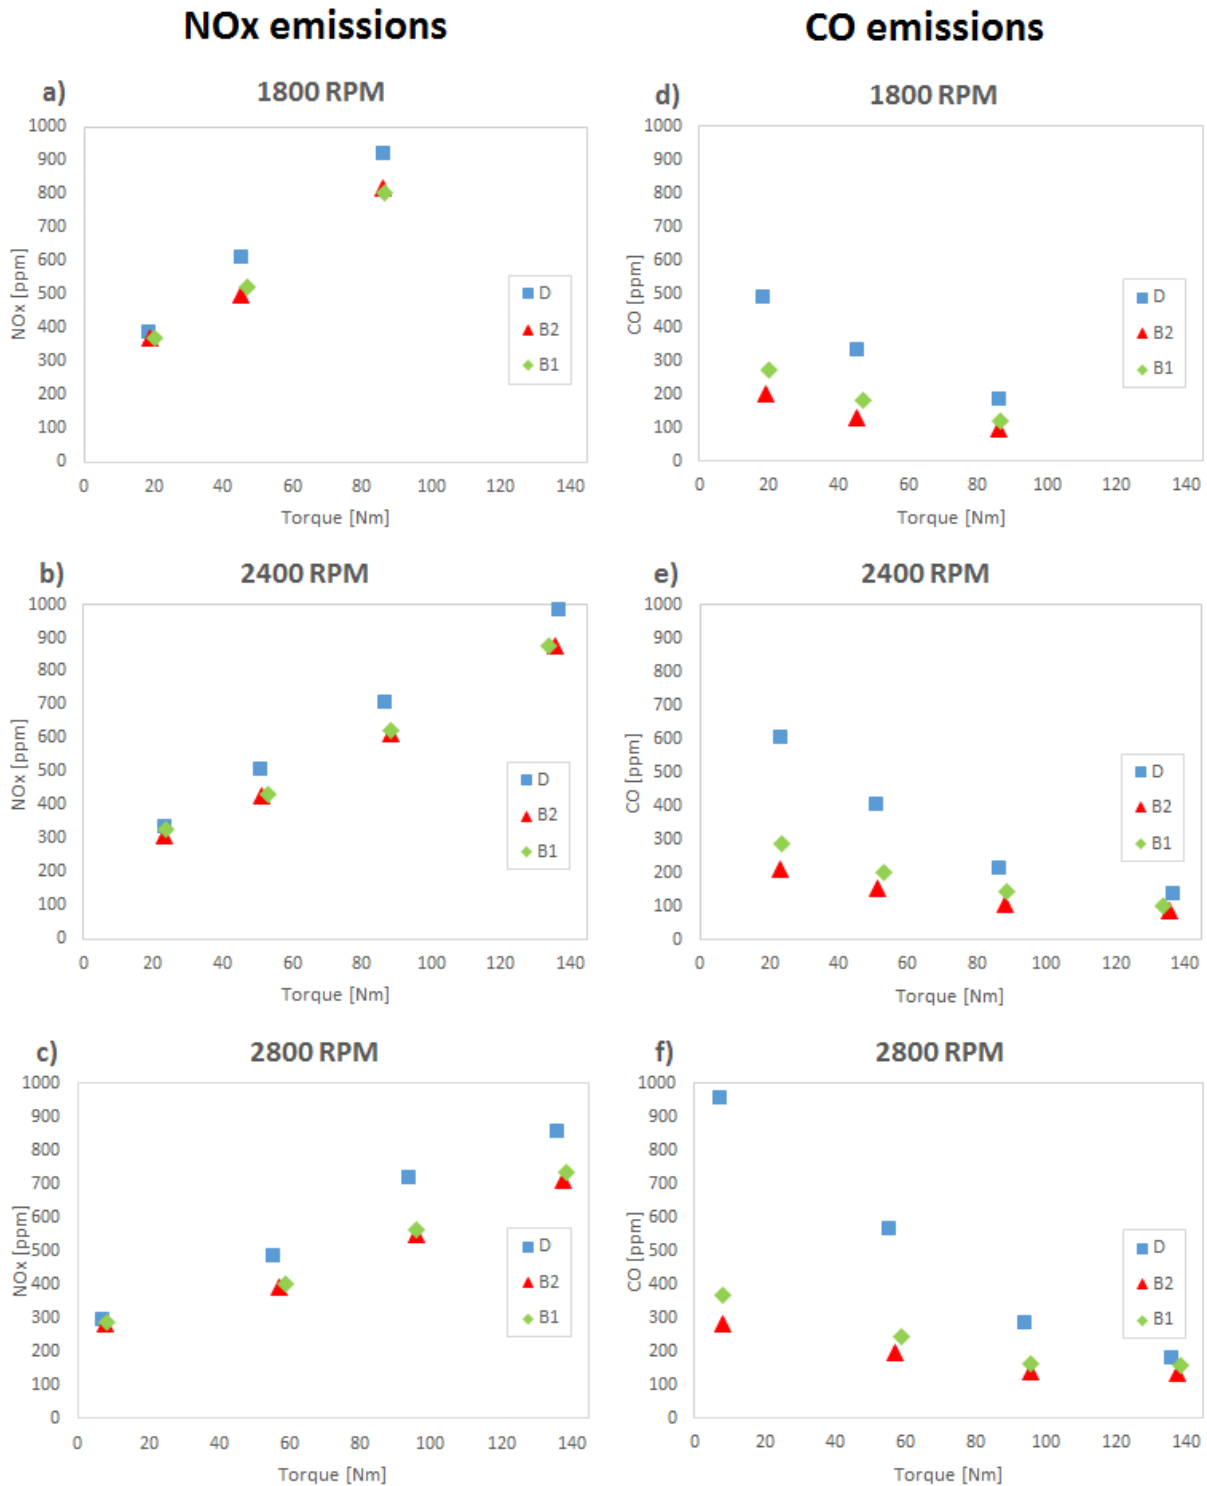 NOx emissions
CO emissions
a)
1800 RPM
1000
900
800
700
600
500
400
300
200
100
0
NOx [ppm]
D
B2
B1
0 20 40 60 80 100 120 140
Torque [Nm]
d)
1800 RPM
1000
900
800
700
600
500
400
300
200
100
0
CO [ppm]
D
B2
B1
0 20 40 60 80 100 120 140
Torque [Nm]
b)
2400 RPM
1000
900
800
700
600
500
400
300
200
100
0
NOx [ppm]
D
B2
B1
0 20 40 60 80 100 120 140
Torque [Nm]
e)
2400 RPM
1000
900
800
700
600
500
400
300
200
100
0
CO [ppm]
D
B2
B1
0 20 40 60 80 100 120 140
Torque [Nm]
c)
2800 RPM
1000
900
800
700
600
500
400
300
200
100
0
NOx [ppm]
D
B2
B1
0 20 40 60 80 100 120 140
Torque [Nm]
f)
2800 RPM
1000
900
800
700
600
500
400
300
200
100
0
CO [ppm]
D
B2
B1
0 20 40 60 80 100 120 140
Torque [Nm]